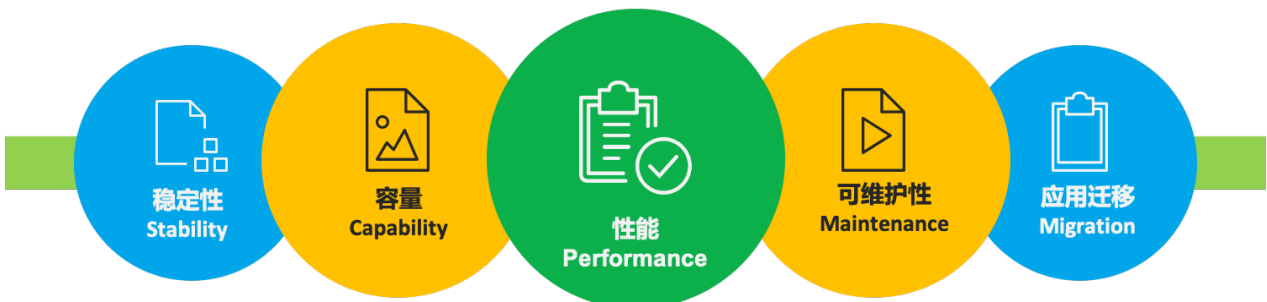 稳定性
Stability
容量
Capability
性能
Performance
可维护性
Maintenance
应用迁移
Migration